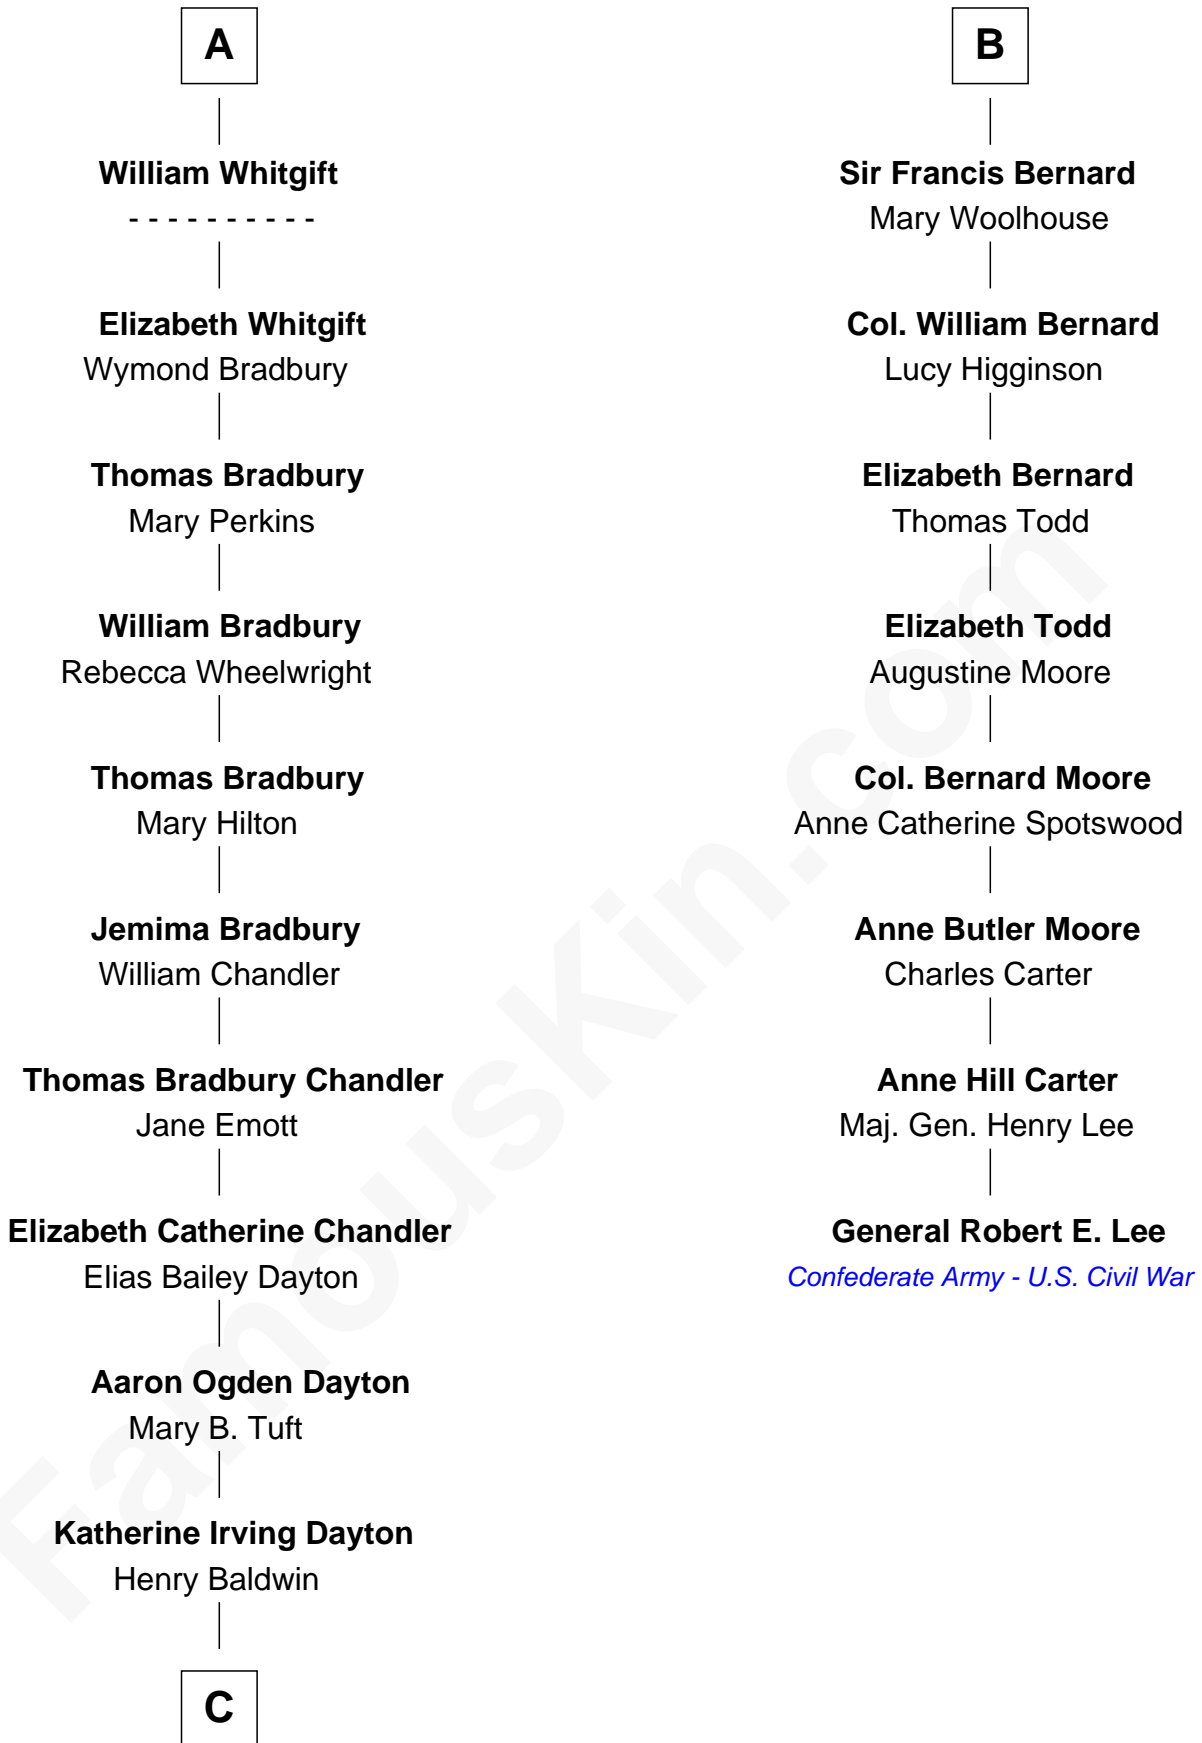 A
William Whitgift
- - - - - - - - - -
Elizabeth Whitgift
Wymond Bradbury
Thomas Bradbury
Mary Perkins
William Bradbury
Rebecca Wheelwright
Thomas Bradbury
Mary Hilton
Jemima Bradbury
William Chandler
Thomas Bradbury Chandler
Jane Emott
Elizabeth Catherine Chandler
Elias Bailey Dayton
Aaron Ogden Dayton
Mary B. Tuft
Katherine Irving Dayton
Henry Baldwin
C
B
Sir Francis Bernard
Mary Woolhouse
Col. William Bernard
Lucy Higginson
Elizabeth Bernard
Thomas Todd
Elizabeth Todd
Augustine Moore
Col. Bernard Moore
Anne Catherine Spotswood
Anne Butler Moore
Charles Carter
Anne Hill Carter
Maj. Gen. Henry Lee
General Robert E. Lee
Confederate Army - U.S. Civil War
FamousKin.com